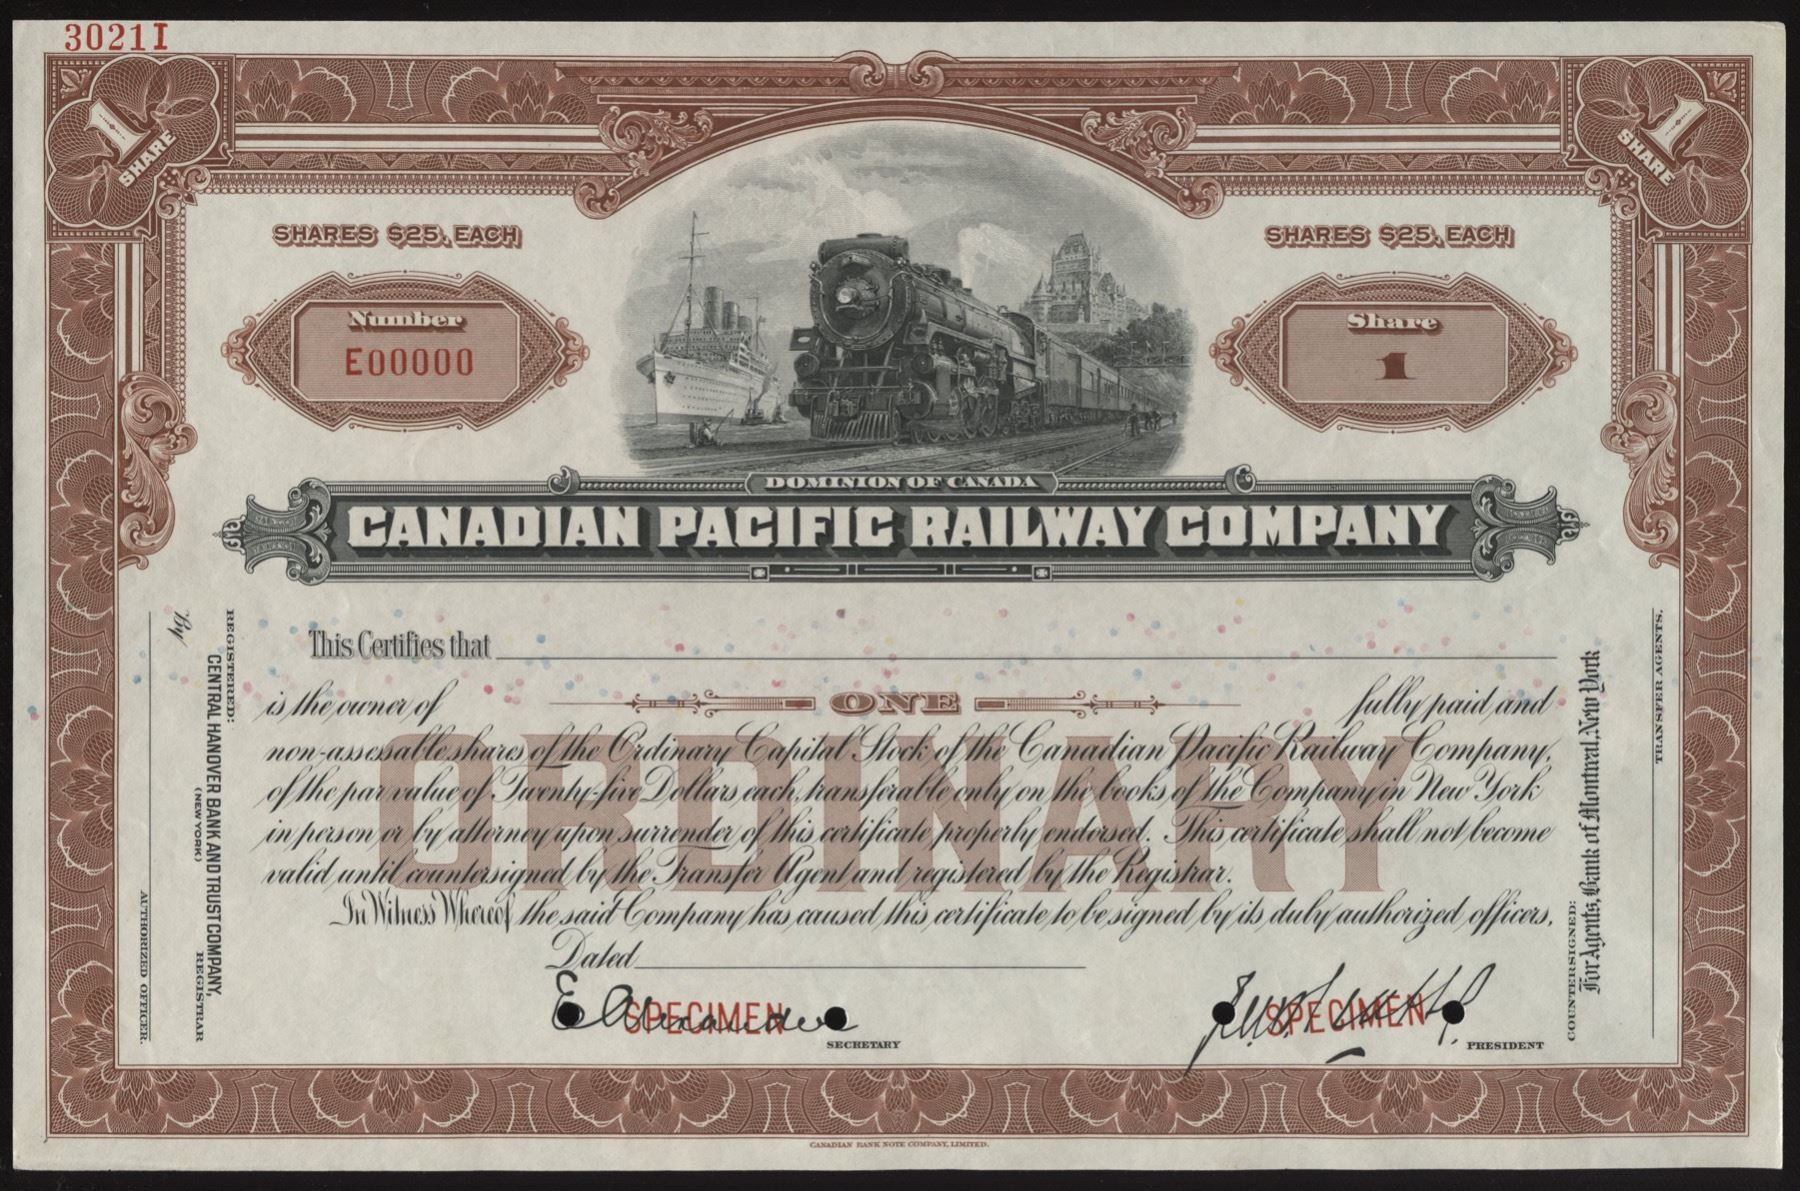 30211
1 SHARE
1 SHARE
SHARES $25. EACH
SHARES $25. EACH
Number
E00000
Share
1
DOMINION OF CANADA
CANADIAN PACIFIC RAILWAY COMPANY
This Certifies that
is the owner of ONE fully paid and
non-assessable shares of the Ordinary Capital Stock of the Canadian Pacific Railway Company,
of the par value of Twenty-five Dollars each, transferable only on the books of the Company in New York
in person or by attorney upon surrender of this certificate properly endorsed. This certificate shall not become
valid until countersigned by the Transfer Agent and registered by the Registrar.
ORDINARY
In Witness Whereof the said Company has caused this certificate to be signed by its duly authorized officers,
Dated
SPECIMEN
SECRETARY
SPECIMEN
PRESIDENT
REGISTERED:
CENTRAL HANOVER BANK AND TRUST COMPANY,
(NEW YORK) REGISTRAR
By
AUTHORIZED OFFICER.
COUNTERSIGNED:
For Agents, Bank of Montreal, New York
TRANSFER AGENTS.
CANADIAN BANK NOTE COMPANY, LIMITED.